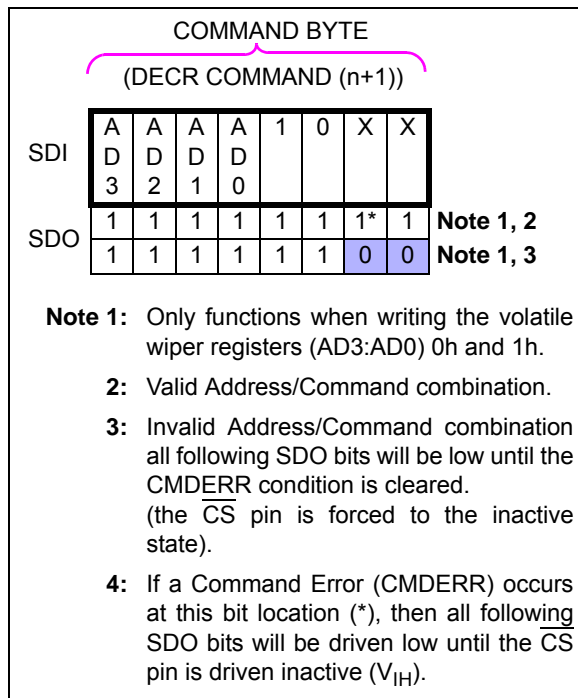 COMMAND BYTE
(DECR COMMAND (n+1))
SDI
A A A A 1 0 X X
D D D D
3 2 1 0
SDO
1 1 1 1 1 1 1* 1 Note 1, 2
1 1 1 1 1 1 0 0 Note 1, 3
Note 1: Only functions when writing the volatile
wiper registers (AD3:AD0) 0h and 1h.
2: Valid Address/Command combination.
3: Invalid Address/Command combination
all following SDO bits will be low until the
CMDERR condition is cleared.
(the CS pin is forced to the inactive
state).
4: If a Command Error (CMDERR) occurs
at this bit location (*), then all following
SDO bits will be driven low until the CS
pin is driven inactive (VIH).